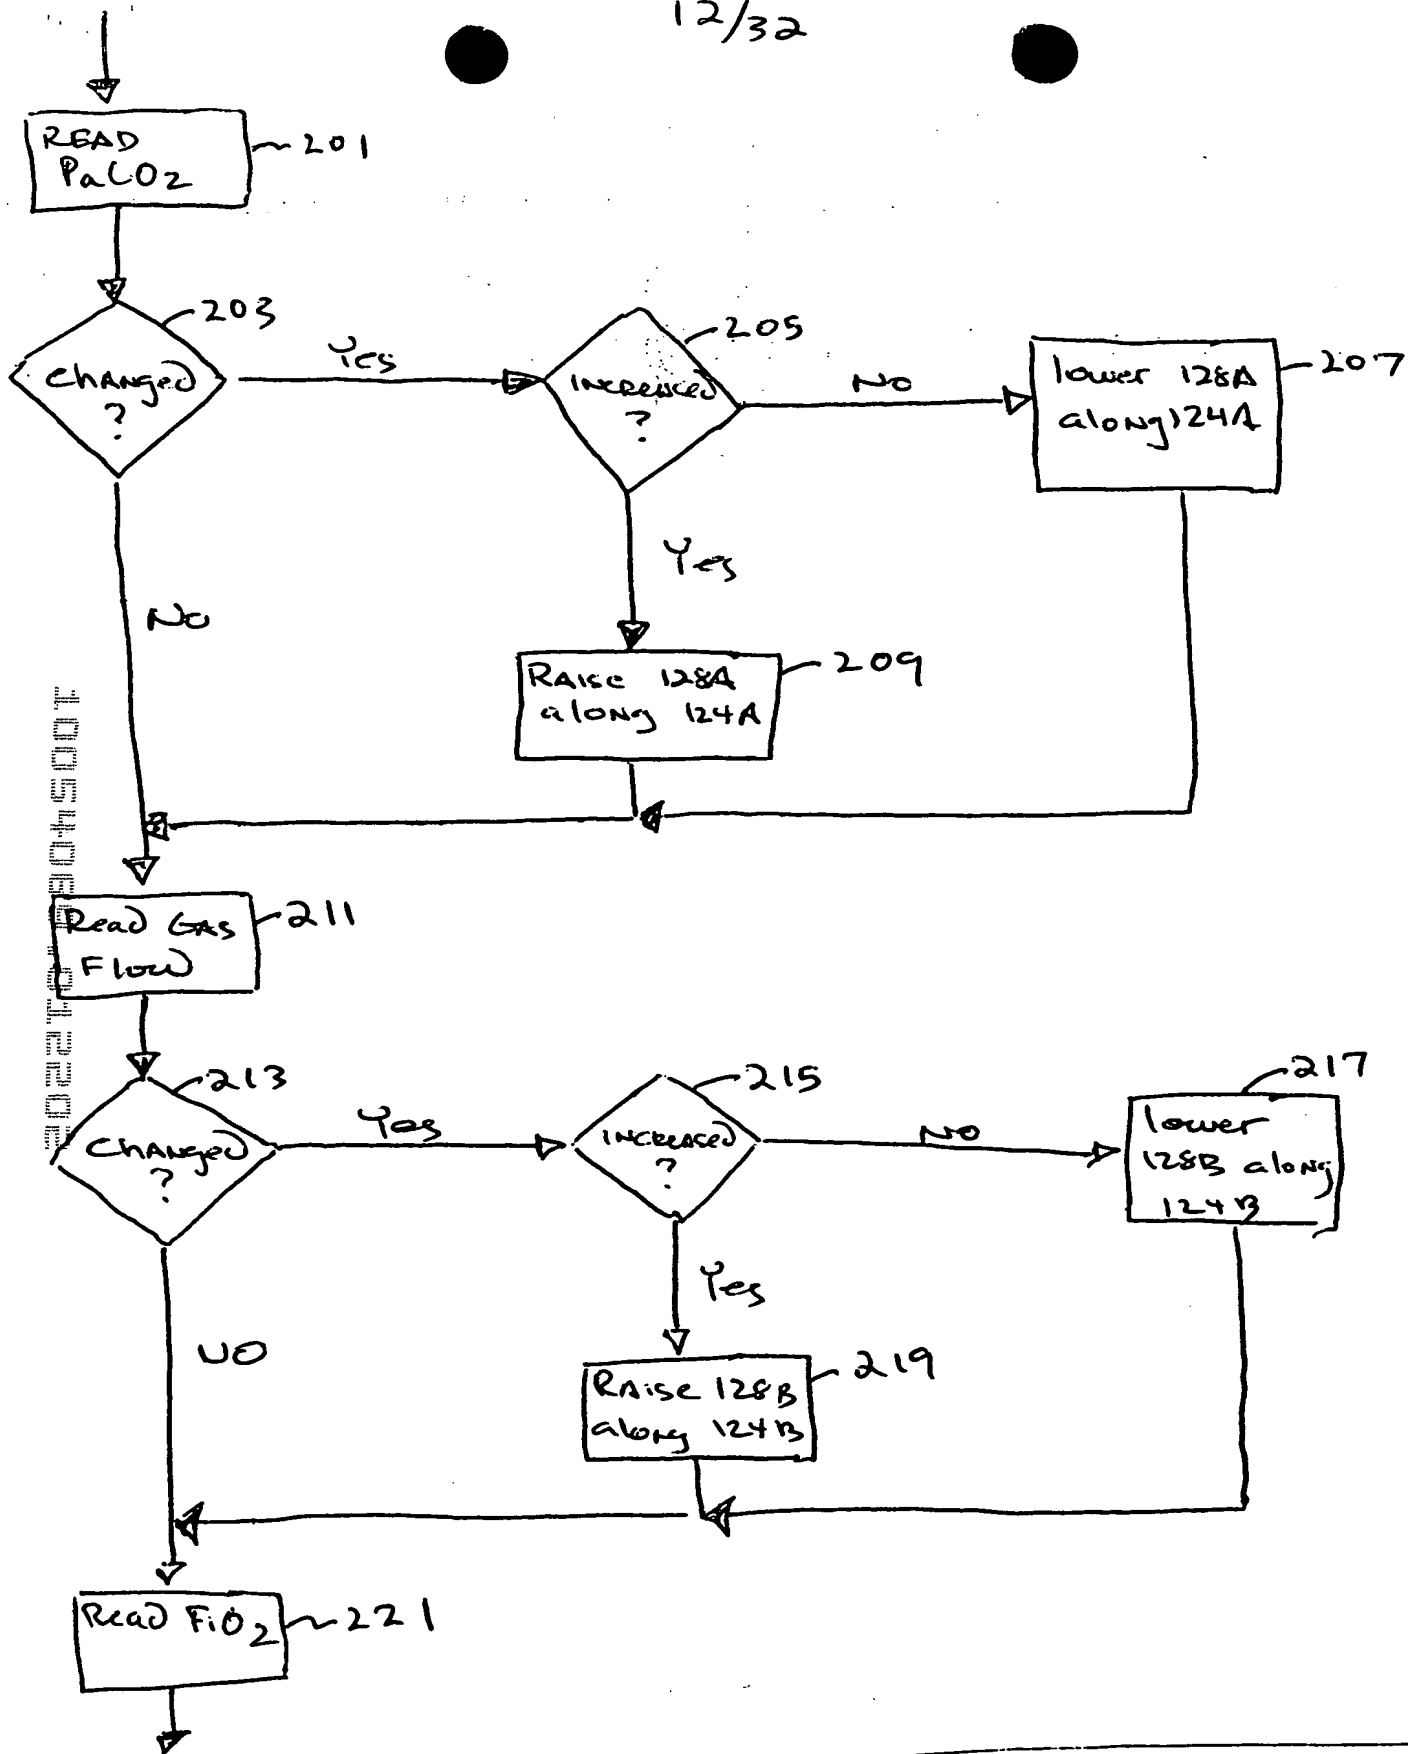 12/32
READ
PaCO2
201
Changed
?
203
Yes
Increased
?
205
No
lower 128A
along 124A
207
Yes
No
Raise 128A
along 124A
209
Read Gas
Flow
211
Changed
?
213
Yes
Increased
?
215
No
lower
128B along
124B
217
Yes
No
Raise 128B
along 124B
219
Read FiO2
221